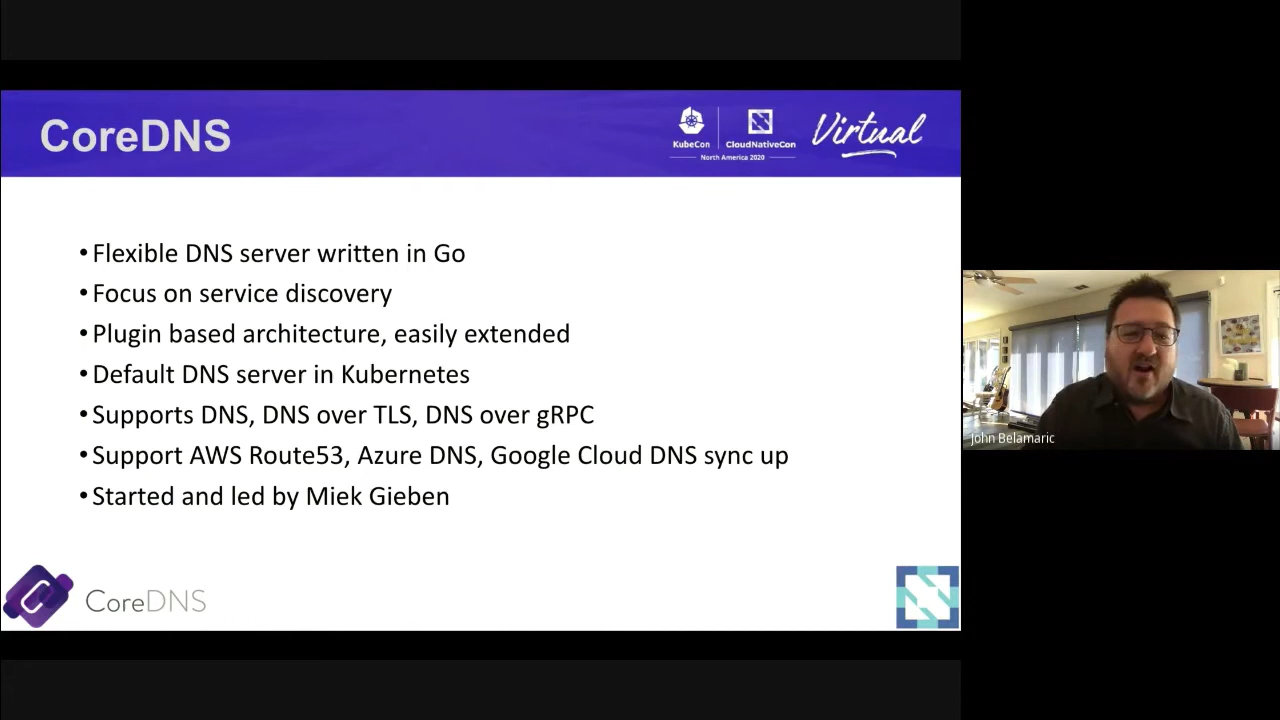 CoreDNS
KubeCon
CloudNativeCon
North America 2020
Virtual
•Flexible DNS server written in Go
•Focus on service discovery
•Plugin based architecture, easily extended
•Default DNS server in Kubernetes
•Supports DNS, DNS over TLS, DNS over gRPC
•Support AWS Route53, Azure DNS, Google Cloud DNS sync up
•Started and led by Miek Gieben
CoreDNS
John Belamaric